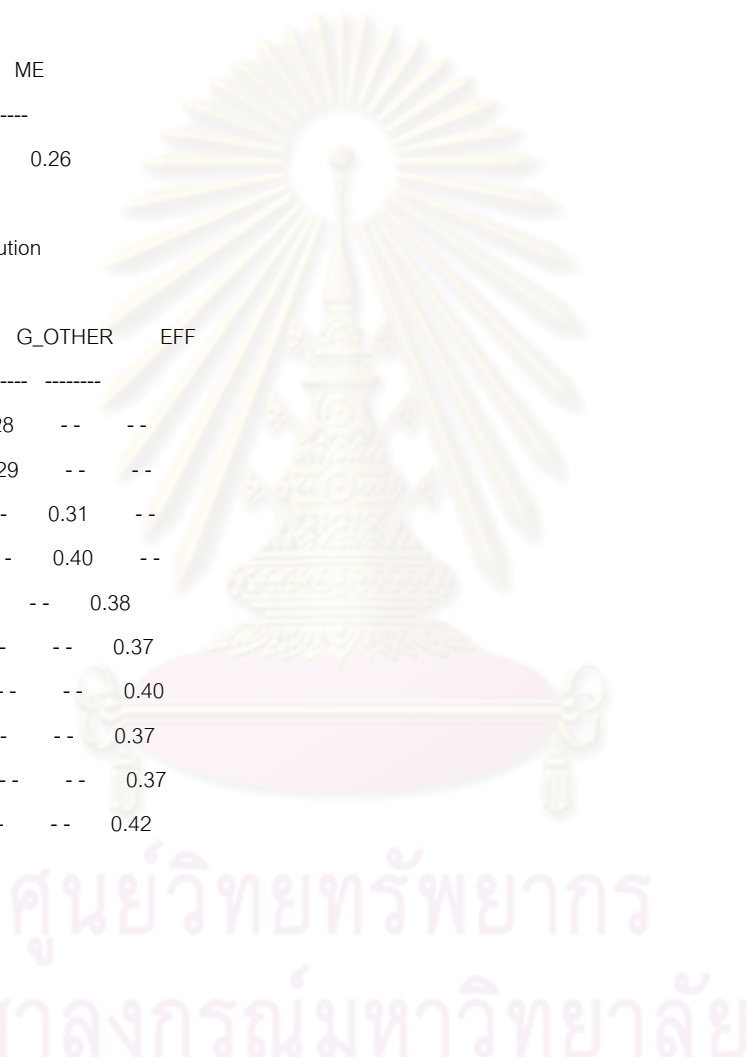 ME
----
0.26
ution
G_OTHER EFF
---- --------
28 - - - -
29 - - - -
- 0.31 - -
- 0.40 - -
- - 0.38
- - - 0.37
- - - - 0.40
- - - 0.37
- - - - 0.37
- - - 0.42
ศูนย์วิทยทรัพยากร
าลงกรณ์มหาวิทยาลัย